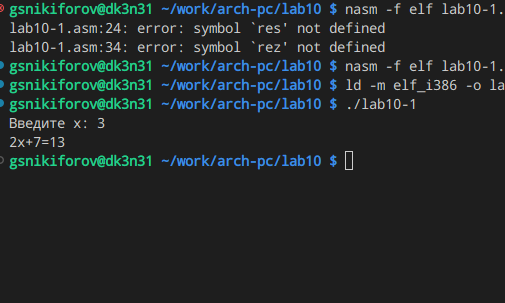 gsnikiforov@dk3n31 ~/work/arch-pc/lab10 $ nasm -f elf lab10-1.
lab10-1.asm:24: error: symbol `res' not defined
lab10-1.asm:34: error: symbol `rez' not defined
gsnikiforov@dk3n31 ~/work/arch-pc/lab10 $ nasm -f elf lab10-1.
gsnikiforov@dk3n31 ~/work/arch-pc/lab10 $ ld -m elf_i386 -o la
gsnikiforov@dk3n31 ~/work/arch-pc/lab10 $ ./lab10-1
Введите x: 3
2x+7=13
gsnikiforov@dk3n31 ~/work/arch-pc/lab10 $